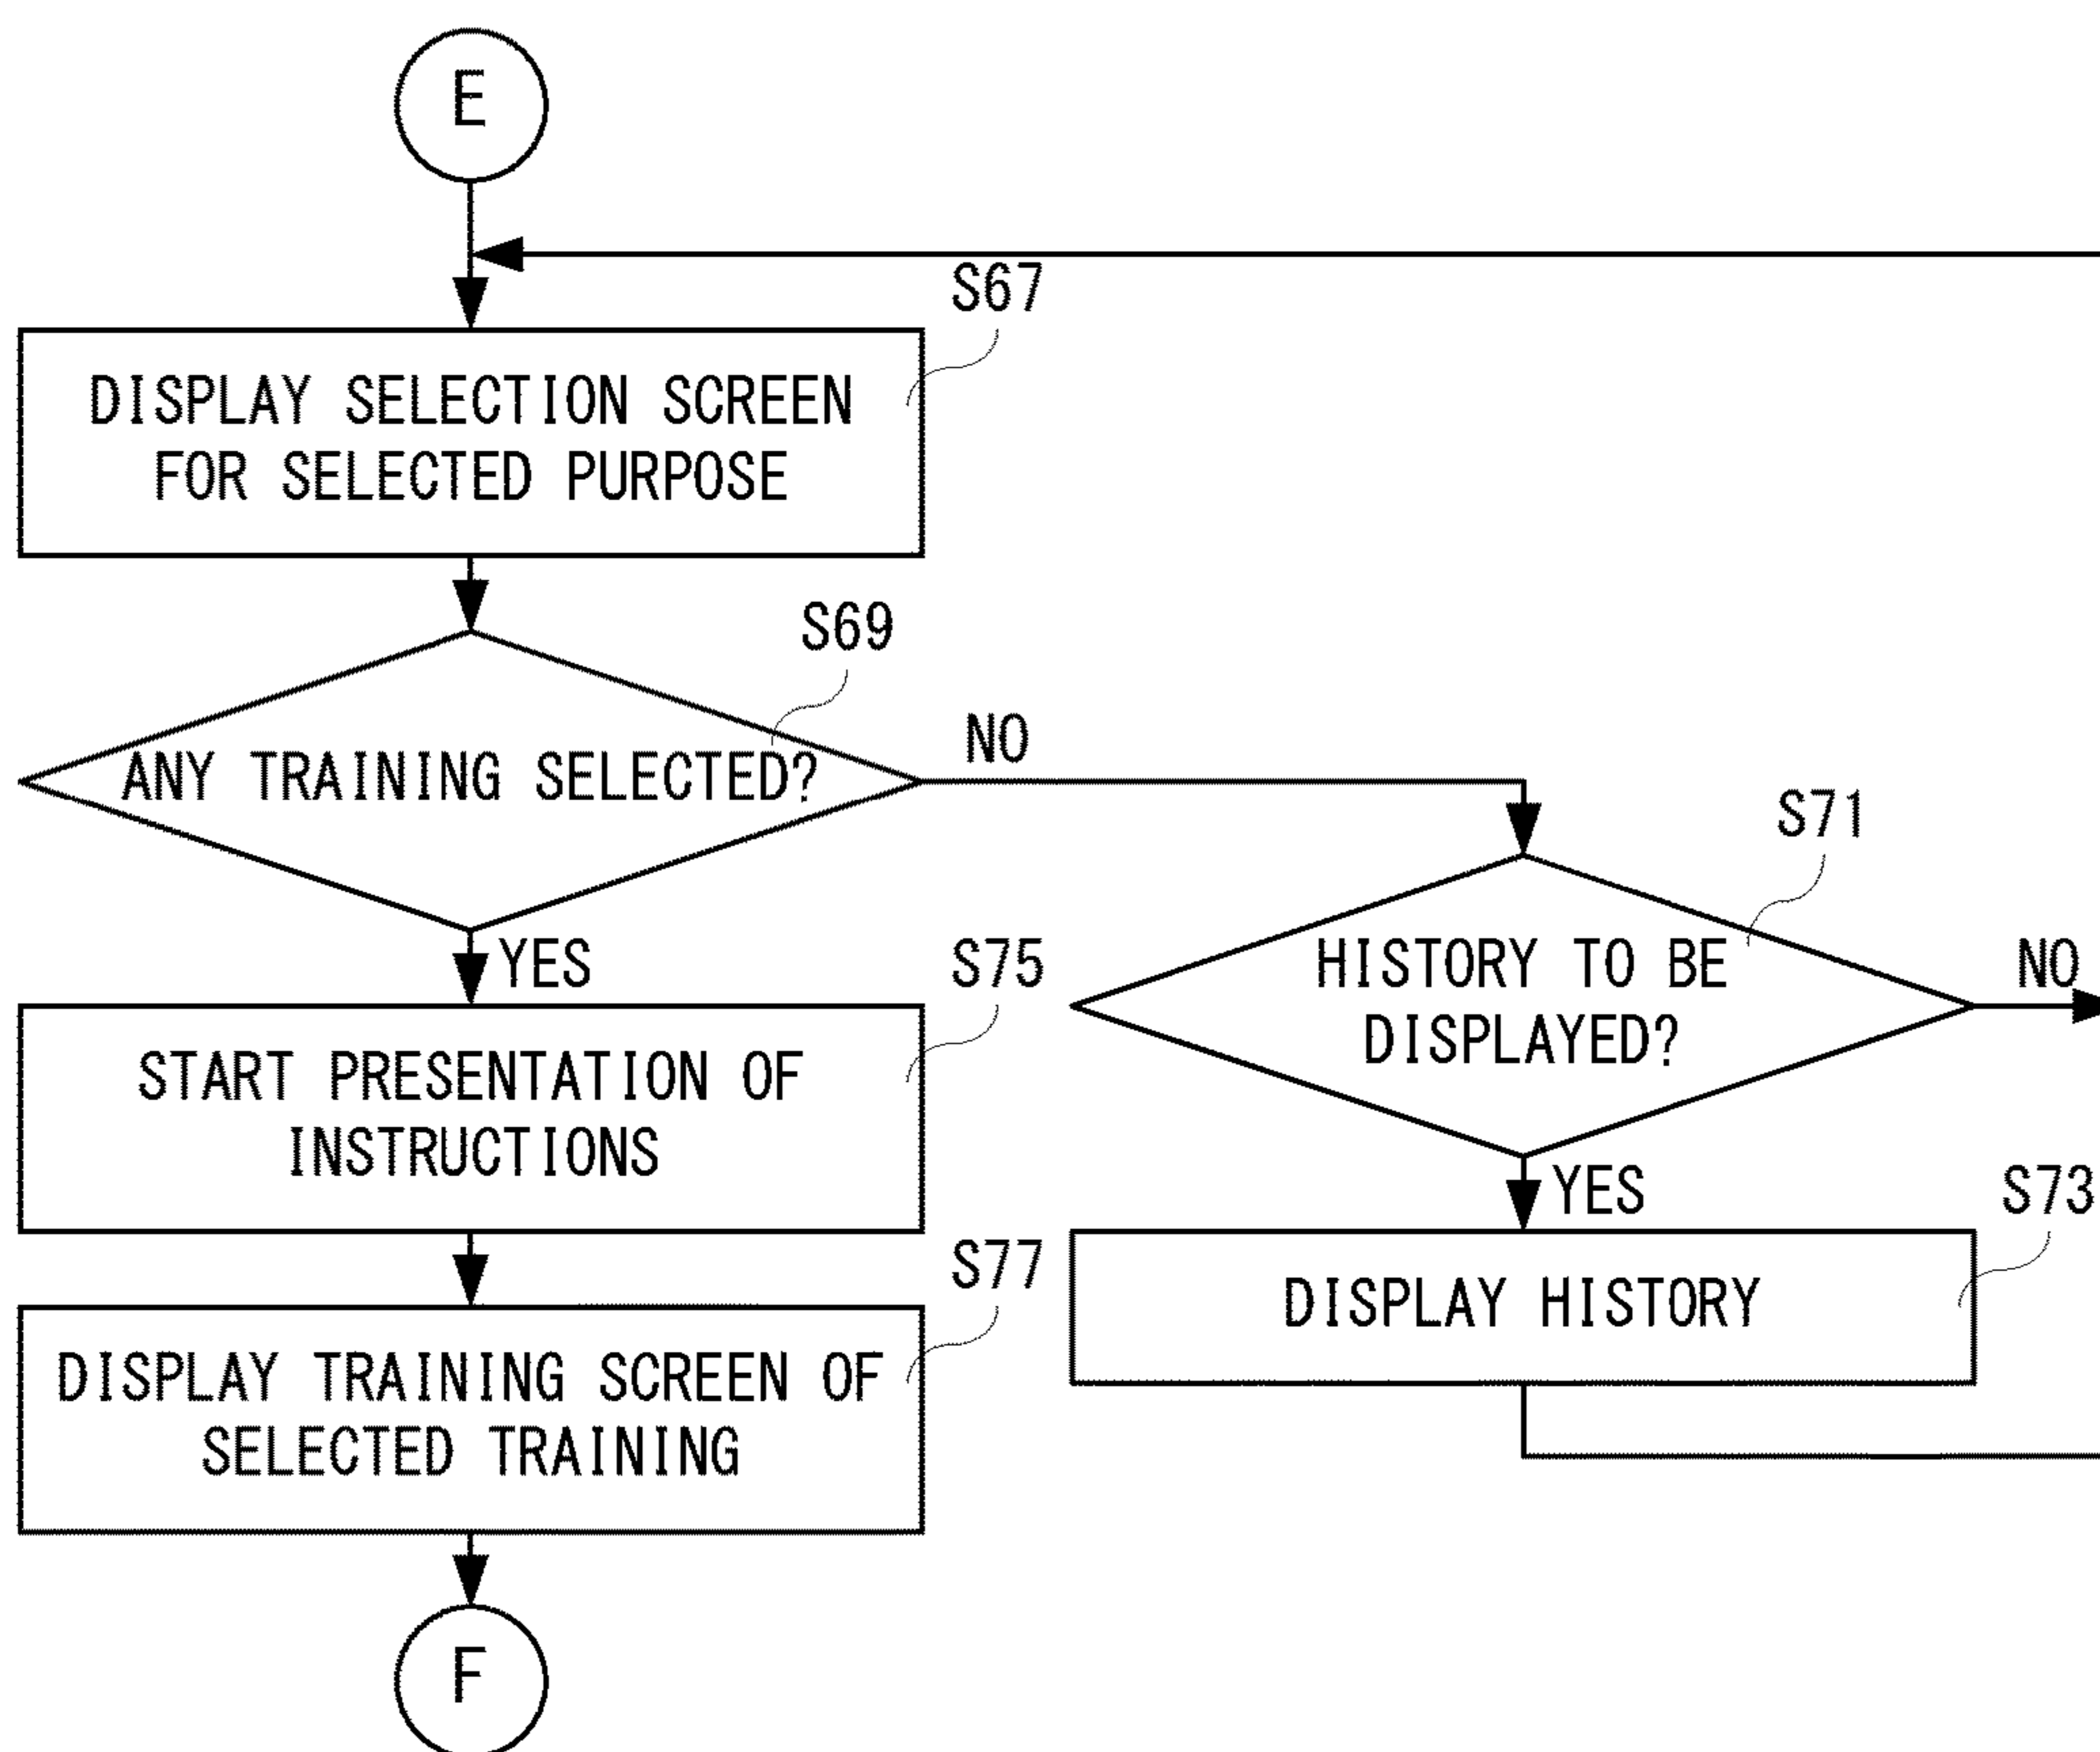 E
S67
DISPLAY SELECTION SCREEN
FOR SELECTED PURPOSE
S69
ANY TRAINING SELECTED?
NO
YES
S71
HISTORY TO BE
DISPLAYED?
NO
YES
S73
DISPLAY HISTORY
S75
START PRESENTATION OF
INSTRUCTIONS
S77
DISPLAY TRAINING SCREEN OF
SELECTED TRAINING
F